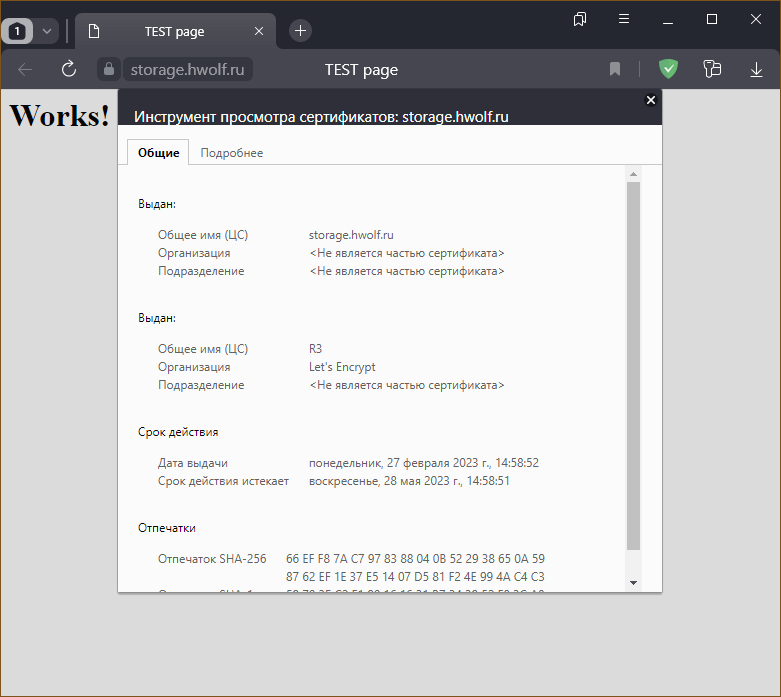 1
TEST page
storage.hwolf.ru
TEST page
Works!
Инструмент просмотра сертификатов: storage.hwolf.ru
Общие
Подробнее
Выдан:
Общее имя (ЦС) storage.hwolf.ru
Организация <Не является частью сертификата>
Подразделение <Не является частью сертификата>
Выдан:
Общее имя (ЦС) R3
Организация Let's Encrypt
Подразделение <Не является частью сертификата>
Срок действия
Дата выдачи понедельник, 27 февраля 2023 г., 14:58:52
Срок действия истекает воскресенье, 28 мая 2023 г., 14:58:51
Отпечатки
Отпечаток SHA-256 66 EF F8 7A C7 97 83 88 04 0B 52 29 38 65 0A 59
87 62 EF 1E 37 E5 14 07 D5 81 F2 4E 99 4A C4 C3